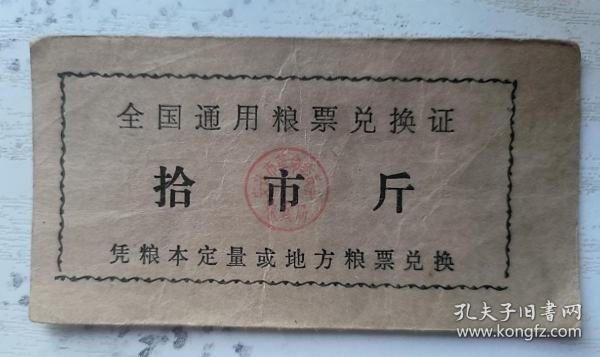 全国通用粮票兑换证
拾市斤
凭粮本定量或地方粮票兑换
孔夫子旧书网
www.kongfz.com